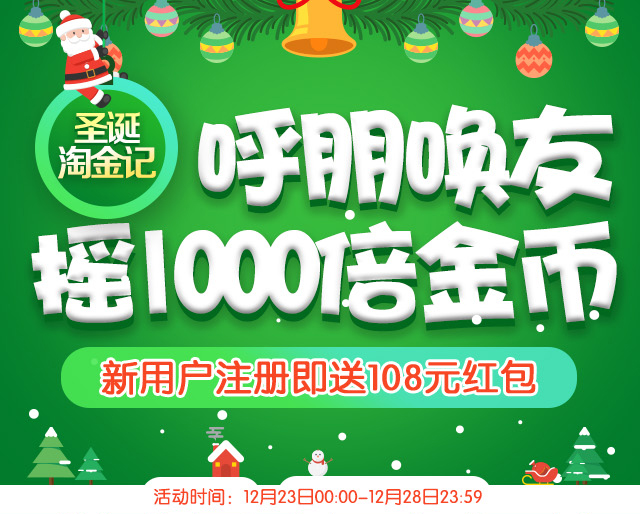 圣诞
淘金记
呼朋唤友
摇1000倍金币
新用户注册即送108元红包
活动时间：12月23日00:00-12月28日23:59